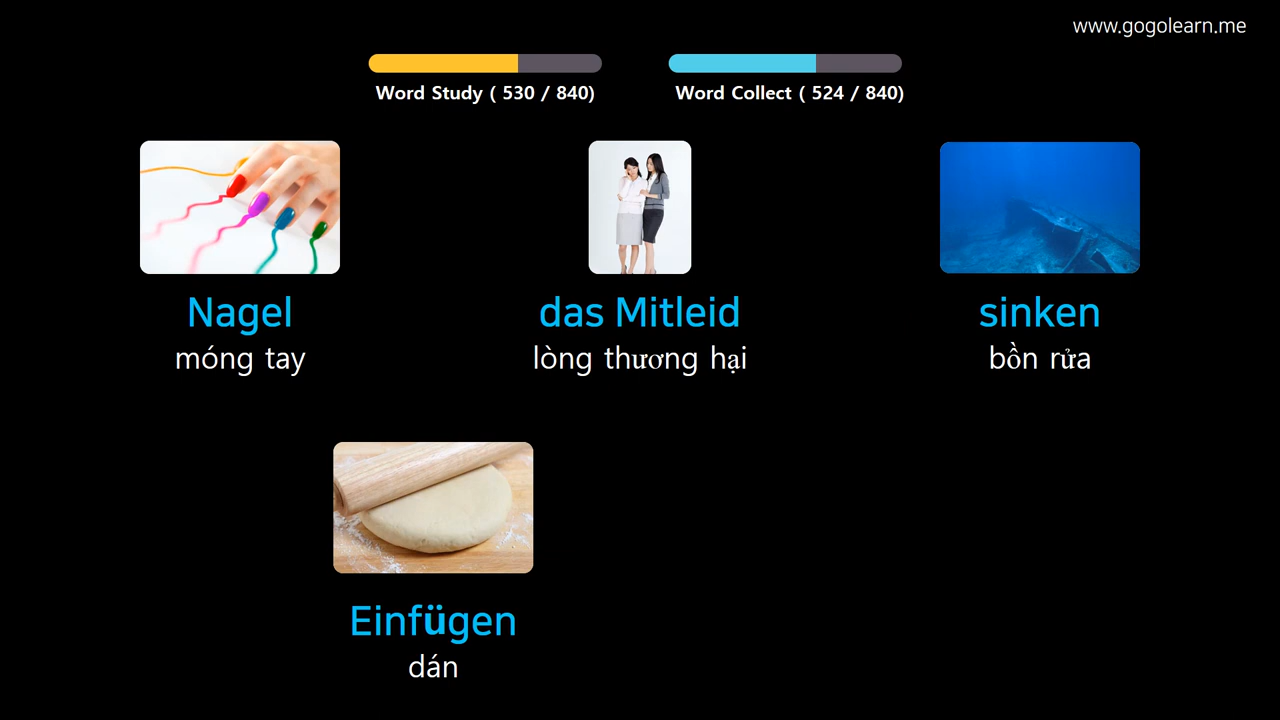 www.gogolearn.me
Word Study ( 530 / 840)
Word Collect ( 524 / 840)
Nagel
móng tay
das Mitleid
lòng thương hại
sinken
bồn rửa
Einfügen
dán